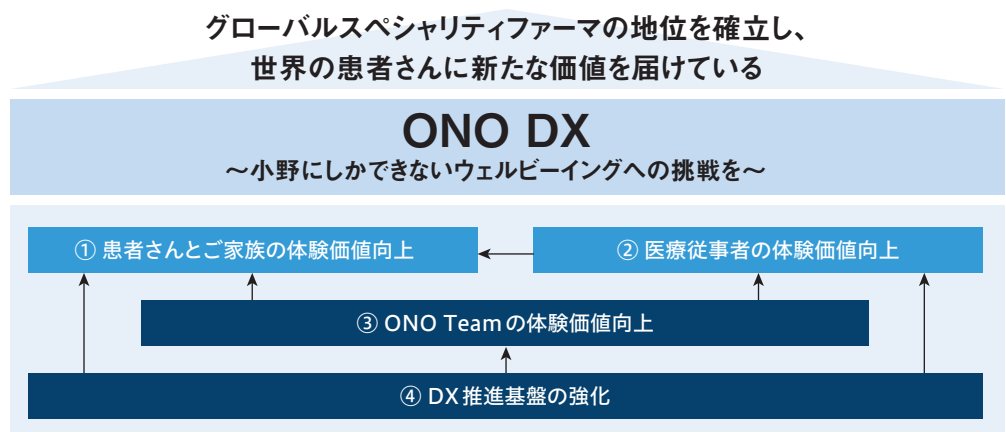 グローバルスペシャリティファーマの地位を確立し、
世界の患者さんに新たな価値を届けている
ONO DX
～小野にしかできないウェルビーイングへの挑戦を～
① 患者さんとご家族の体験価値向上
② 医療従事者の体験価値向上
③ ONO Teamの体験価値向上
④ DX推進基盤の強化